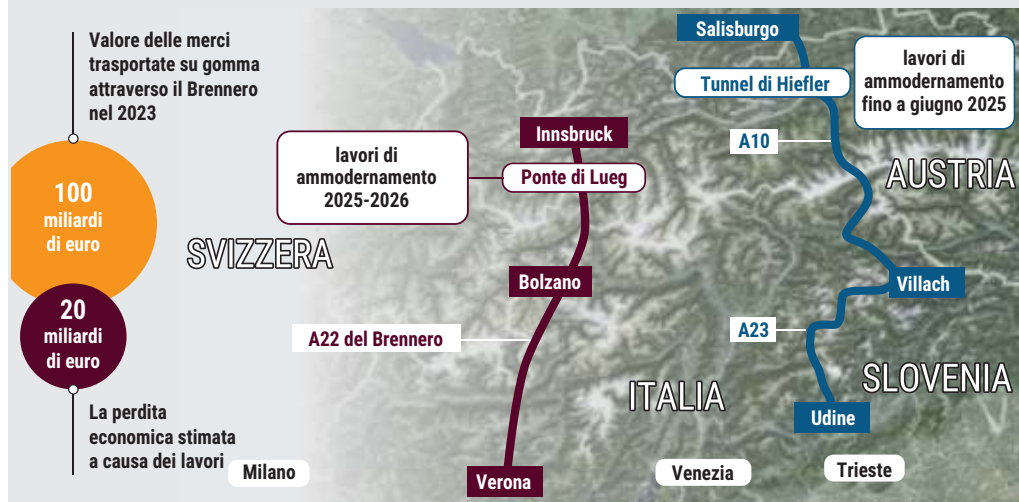 Valore delle merci
trasportate su gomma
attraverso il Brennero
nel 2023
100
miliardi
di euro
20
miliardi
di euro
La perdita
economica stimata
a causa dei lavori
lavori di
ammodernamento
2025-2026
Innsbruck
Ponte di Lueg
SVIZZERA
Bolzano
A22 del Brennero
Verona
Milano
Salisburgo
Tunnel di Hiefler
lavori di
ammodernamento
fino a giugno 2025
A10
AUSTRIA
Villach
A23
SLOVENIA
ITALIA
Udine
Venezia
Trieste